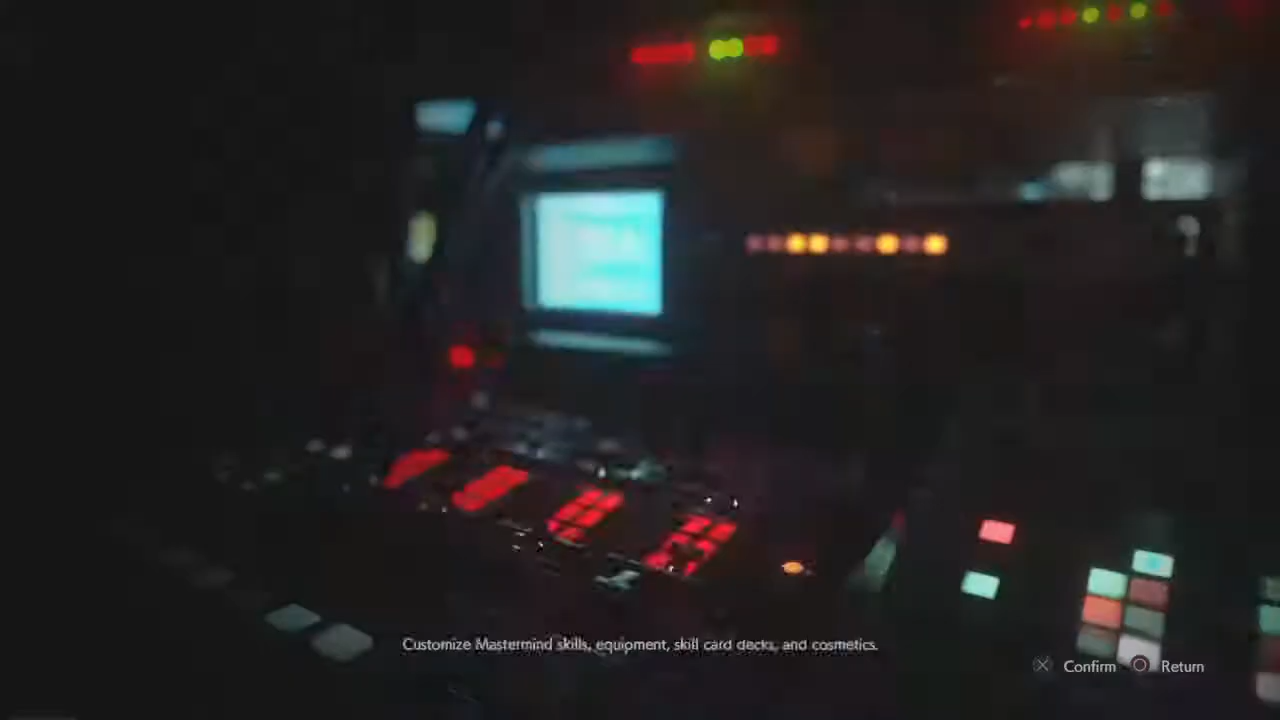 Customize Mastermind skills, equipment, skill card decks, and cosmetics.
Confirm Return